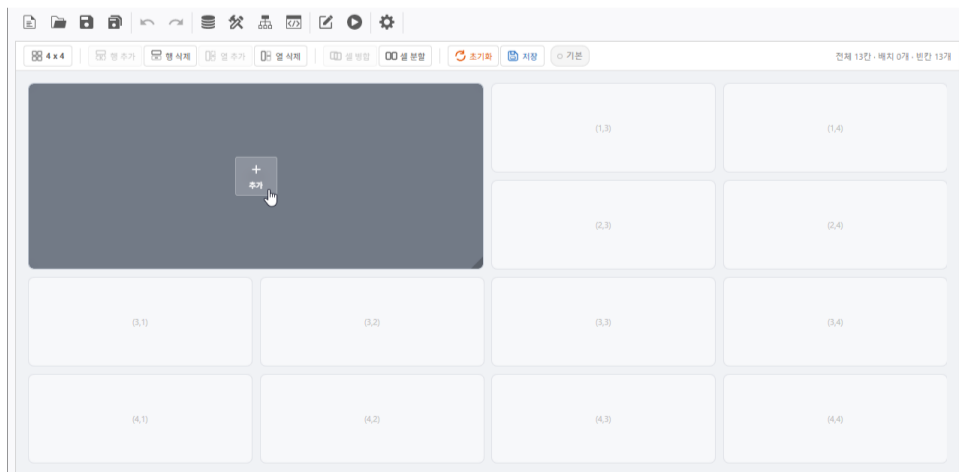 4 x 4 행 추가 행 삭제 열 추가 열 삭제 셀 병합 셀 분할 초기화 저장 기본 전체 13칸 · 배치 0개 · 빈칸 13개
+
추가
(1,3) (1,4)
(2,3) (2,4)
(3,1) (3,2) (3,3) (3,4)
(4,1) (4,2) (4,3) (4,4)